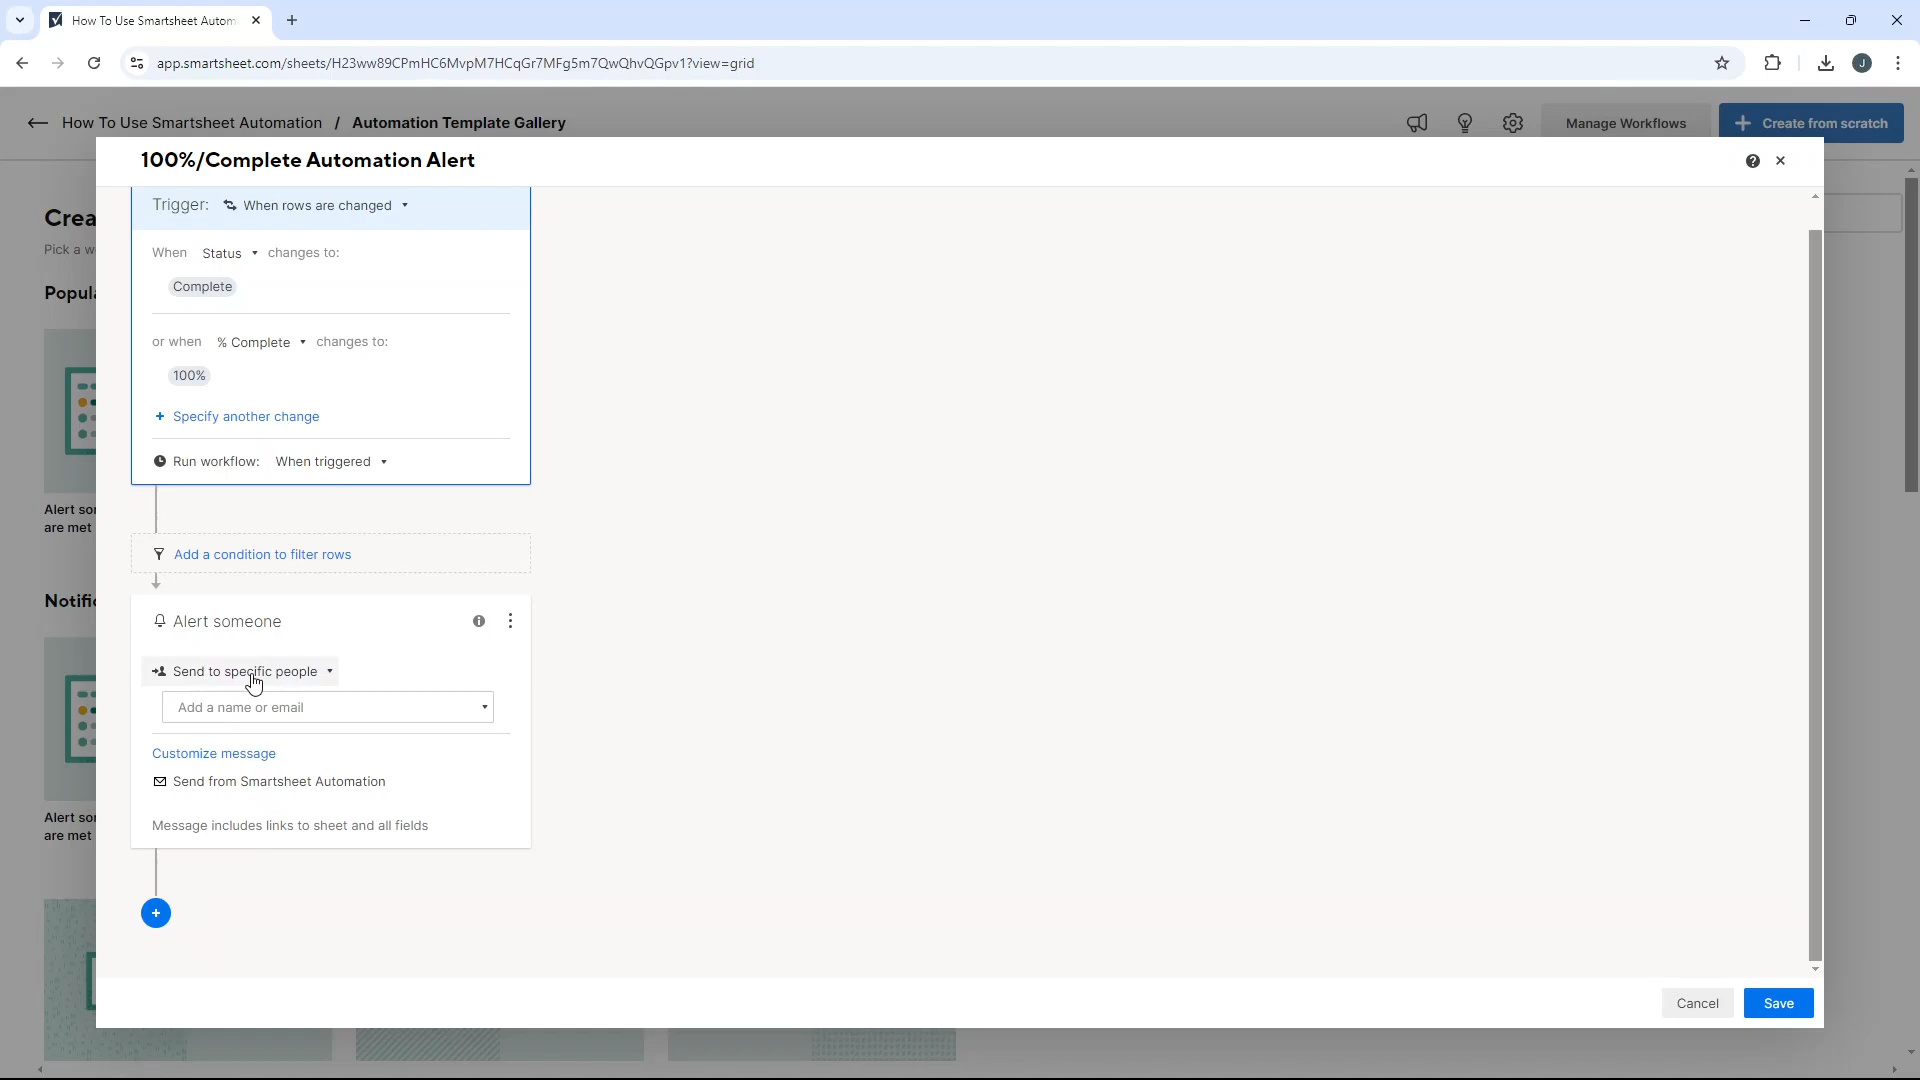 How To Use Smartsheet Autom
app.smartsheet.com/sheets/H23ww89CPmHC6MvpM7HCqGr7MFg5m7QwQhvQGpv1?view=grid
J
How To Use Smartsheet Automation / Automation Template Gallery
Manage Workflows
+ Create from scratch
100%/Complete Automation Alert
Crea
Pick a w
Popula
Alert so
are met
Notific
Alert so
are met
Trigger: When rows are changed
When Status changes to:
Complete
or when % Complete changes to:
100%
+ Specify another change
Run workflow: When triggered
Add a condition to filter rows
Alert someone
Send to specific people
Add a name or email
Customize message
Send from Smartsheet Automation
Message includes links to sheet and all fields
Cancel
Save